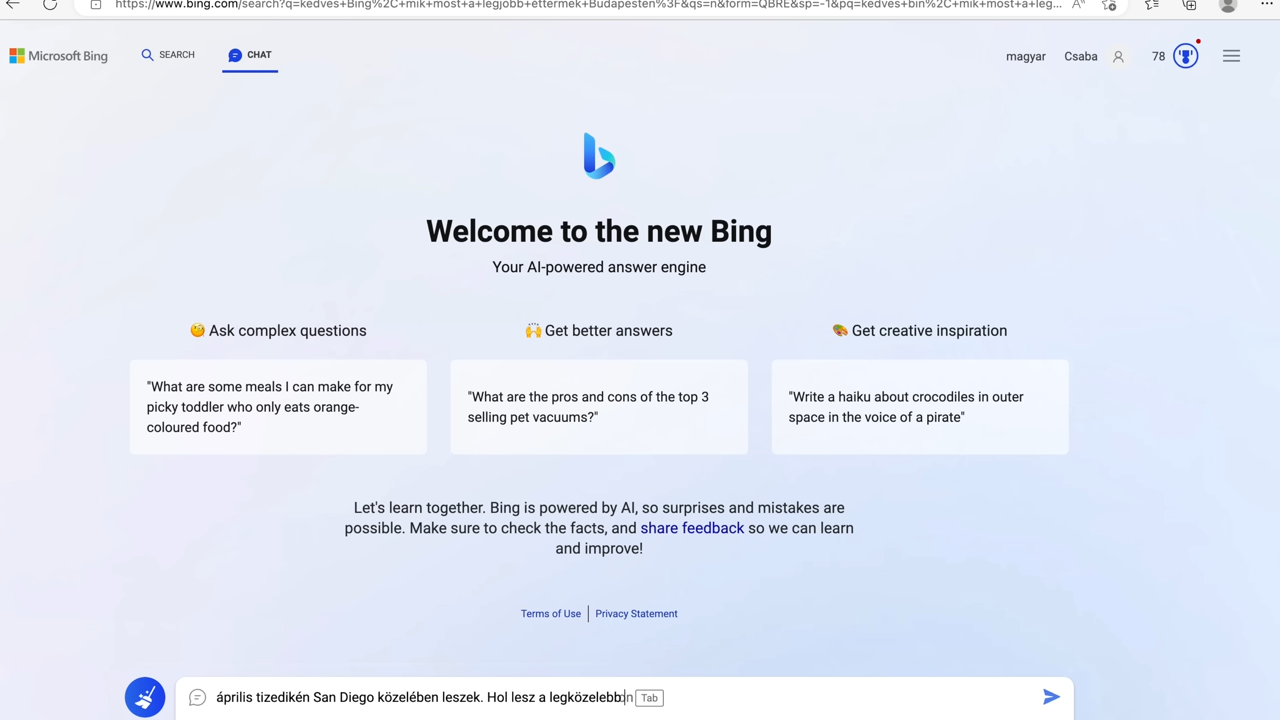 https://www.bing.com/search?q=kedves+Bing%2C+mik+most+a+legjobb+ettermek+Budapesten%3F&qs=n&form=QBRE&sp=-1&pq=kedves+bin%2C+mik+most+a+leg...
Microsoft Bing
SEARCH
CHAT
magyar
Csaba
78
Welcome to the new Bing
Your AI-powered answer engine
Ask complex questions
Get better answers
Get creative inspiration
"What are some meals I can make for my
picky toddler who only eats orange-
coloured food?"
"What are the pros and cons of the top 3
selling pet vacuums?"
"Write a haiku about crocodiles in outer
space in the voice of a pirate"
Let's learn together. Bing is powered by AI, so surprises and mistakes are
possible. Make sure to check the facts, and share feedback so we can learn
and improve!
Terms of Use
Privacy Statement
április tizedikén San Diego közelében leszek. Hol lesz a legközelebb
Tab